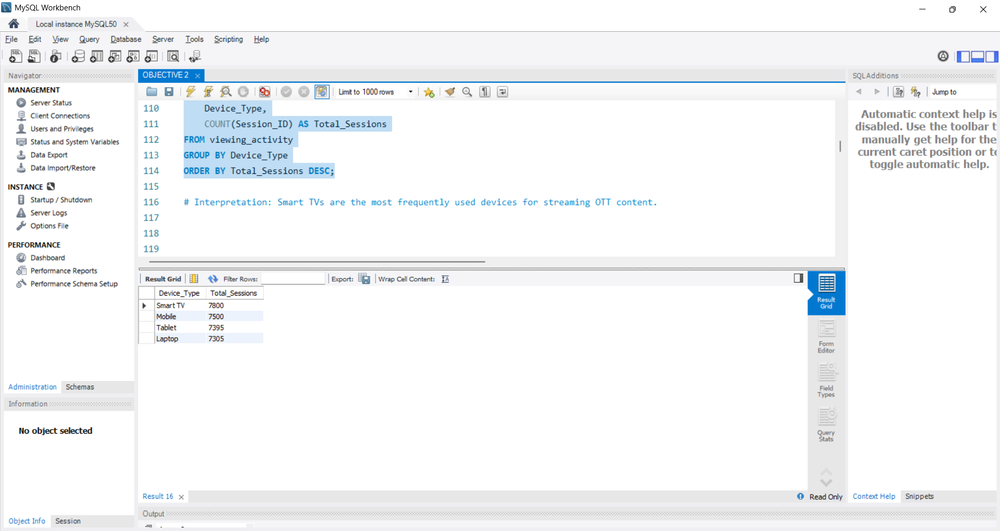 MySQL Workbench
Local instance MySQL50
File Edit View Query Database Server Tools Scripting Help
Navigator
MANAGEMENT
Server Status
Client Connections
Users and Privileges
Status and System Variables
Data Export
Data Import/Restore
INSTANCE
Startup / Shutdown
Server Logs
Options File
PERFORMANCE
Dashboard
Performance Reports
Performance Schema Setup
Administration Schemas
Information
No object selected
Object Info Session
OBJECTIVE 2
Limit to 1000 rows
110 Device_Type,
111 COUNT(Session_ID) AS Total_Sessions
112 FROM viewing_activity
113 GROUP BY Device_Type
114 ORDER BY Total_Sessions DESC;
115
116 # Interpretation: Smart TVs are the most frequently used devices for streaming OTT content.
117
118
119
Result Grid Filter Rows: Export: Wrap Cell Content:
Device_Type Total_Sessions
Smart TV 7800
Mobile 7500
Tablet 7395
Laptop 7305
Result
Grid
Form
Editor
Field
Types
Query
Stats
Result 16
Read Only
Output
SQLAdditions
Jump to
Automatic context help is
disabled. Use the toolbar t
manually get help for the
current caret position or to
toggle automatic help.
Context Help Snippets